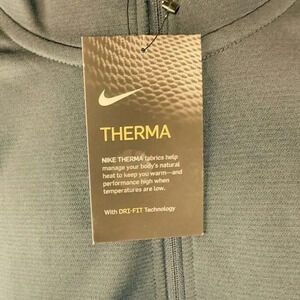 THERMA
NIKE THERMA fabrics help
manage your body's natural
heat to keep you warm—and
performance high when
temperatures are low.
With DRI-FIT Technology